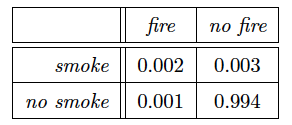 fire no fire
smoke 0.002 0.003
no smoke 0.001 0.994